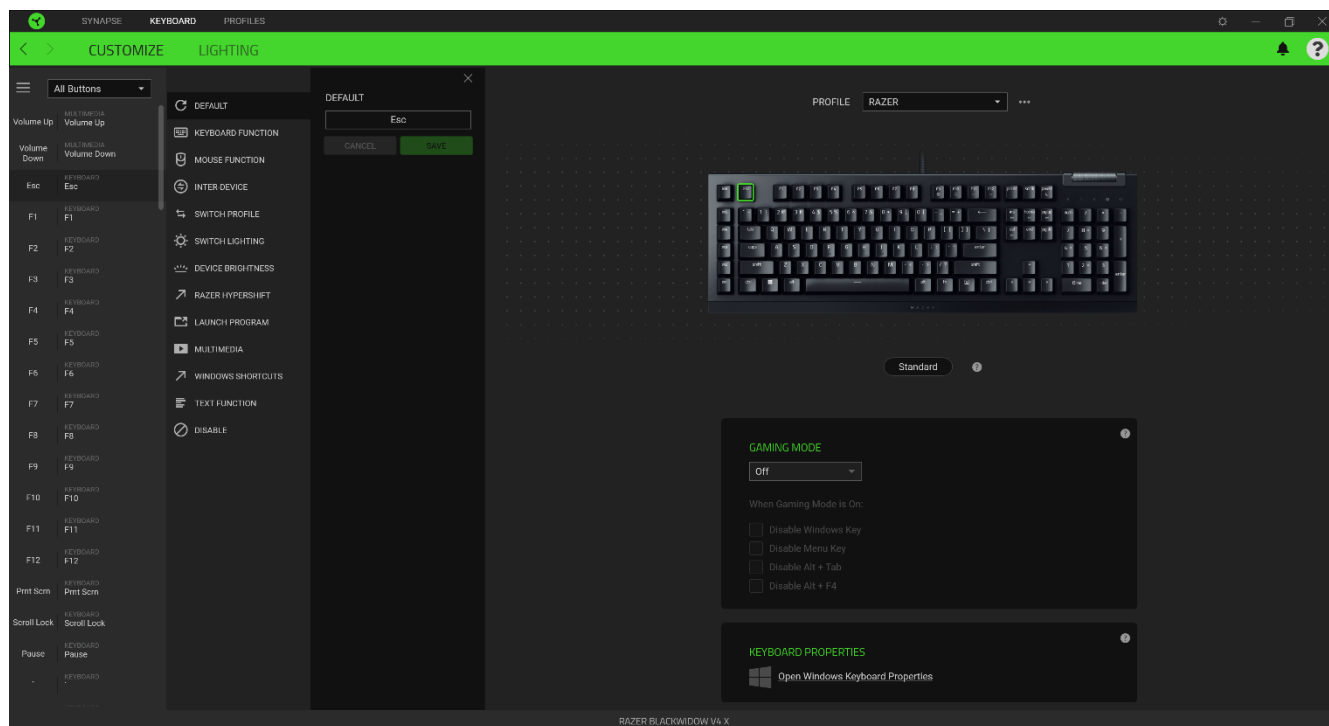 SYNAPSE KEYBOARD PROFILES
CUSTOMIZE LIGHTING
All Buttons
Volume Up
MULTIMEDIA
Volume Up
Volume Down
MULTIMEDIA
Volume Down
Esc
KEYBOARD
Esc
F1
KEYBOARD
F1
F2
KEYBOARD
F2
F3
KEYBOARD
F3
F4
KEYBOARD
F4
F5
KEYBOARD
F5
F6
KEYBOARD
F6
F7
KEYBOARD
F7
F8
KEYBOARD
F8
F9
KEYBOARD
F9
F10
KEYBOARD
F10
F11
KEYBOARD
F11
F12
KEYBOARD
F12
Prnt Scrn
KEYBOARD
Prnt Scrn
Scroll Lock
KEYBOARD
Scroll Lock
Pause
KEYBOARD
Pause
KEYBOARD
DEFAULT
KEYBOARD FUNCTION
MOUSE FUNCTION
INTER DEVICE
SWITCH PROFILE
SWITCH LIGHTING
DEVICE BRIGHTNESS
RAZER HYPERSHIFT
LAUNCH PROGRAM
MULTIMEDIA
WINDOWS SHORTCUTS
TEXT FUNCTION
DISABLE
DEFAULT
Esc
CANCEL SAVE
PROFILE RAZER
Standard
GAMING MODE
Off
When Gaming Mode is On:
Disable Windows Key
Disable Menu Key
Disable Alt + Tab
Disable Alt + F4
KEYBOARD PROPERTIES
Open Windows Keyboard Properties
RAZER BLACKWIDOW V4 X